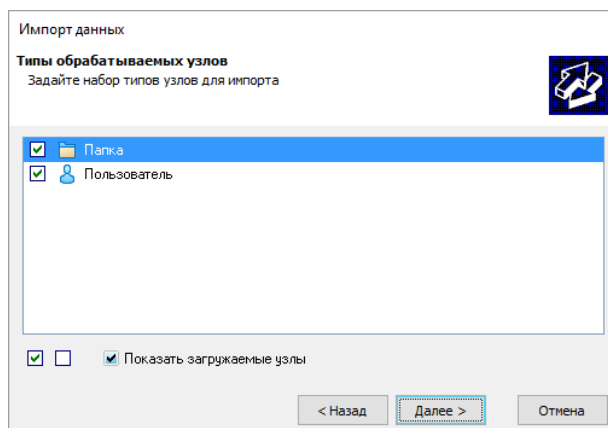 Импорт данных
Типы обрабатываемых узлов
Задайте набор типов узлов для импорта
Папка
Пользователь
Показать загружаемые узлы
< Назад
Далее >
Отмена